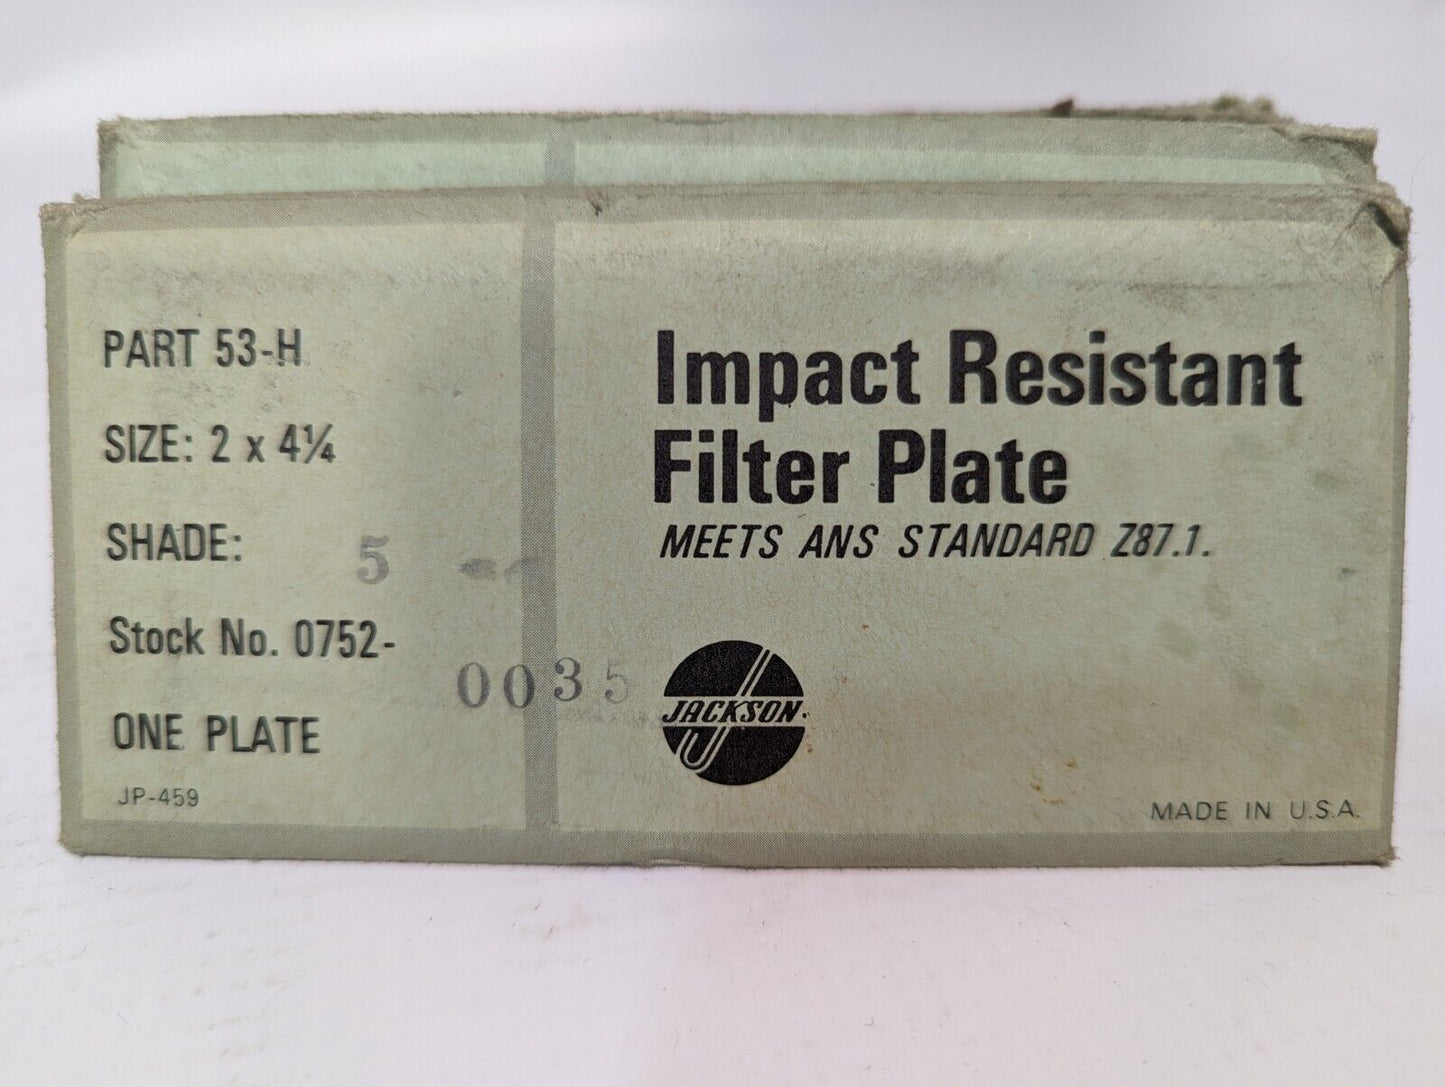 PART 53-H
SIZE: 2 x 4¼
SHADE: 5
Stock No. 0752-
0035
ONE PLATE
JP-459
Impact Resistant
Filter Plate
MEETS ANS STANDARD Z87.1.
JACKSON
MADE IN U.S.A.